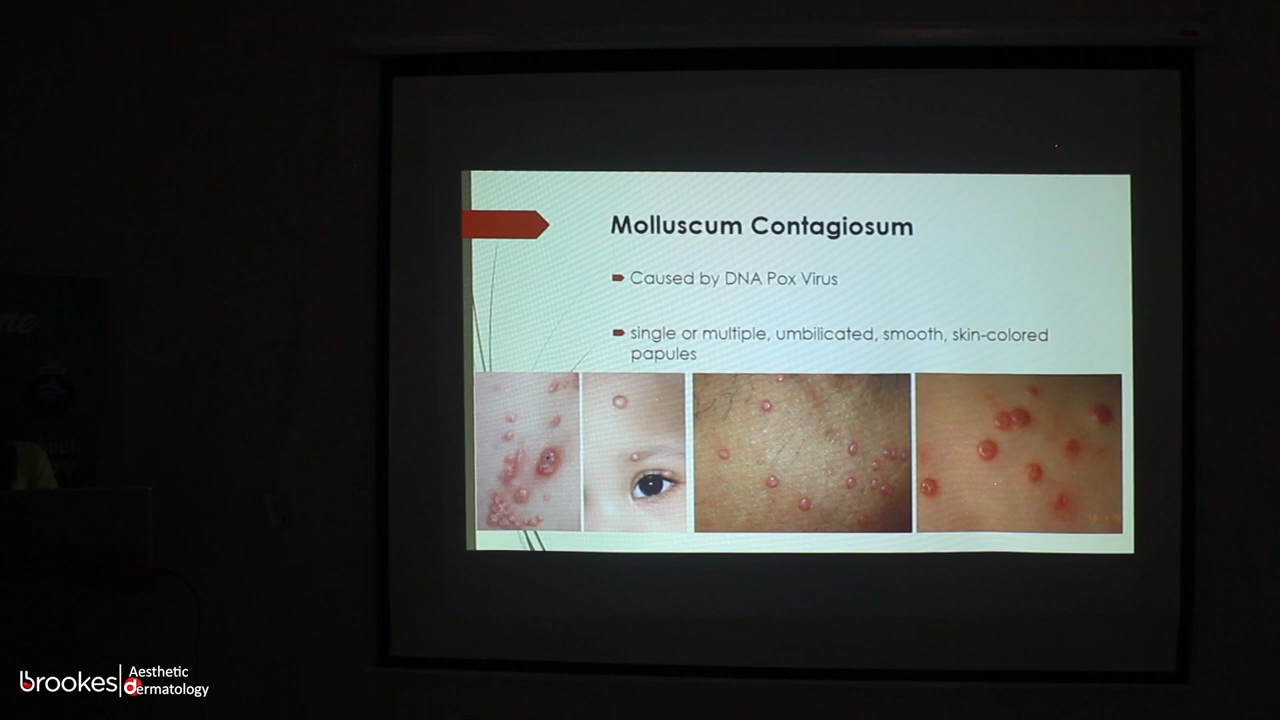 Molluscum Contagiosum
Caused by DNA Pox Virus
single or multiple, umbilicated, smooth, skin-colored
papules
brookes
Aesthetic
dermatology